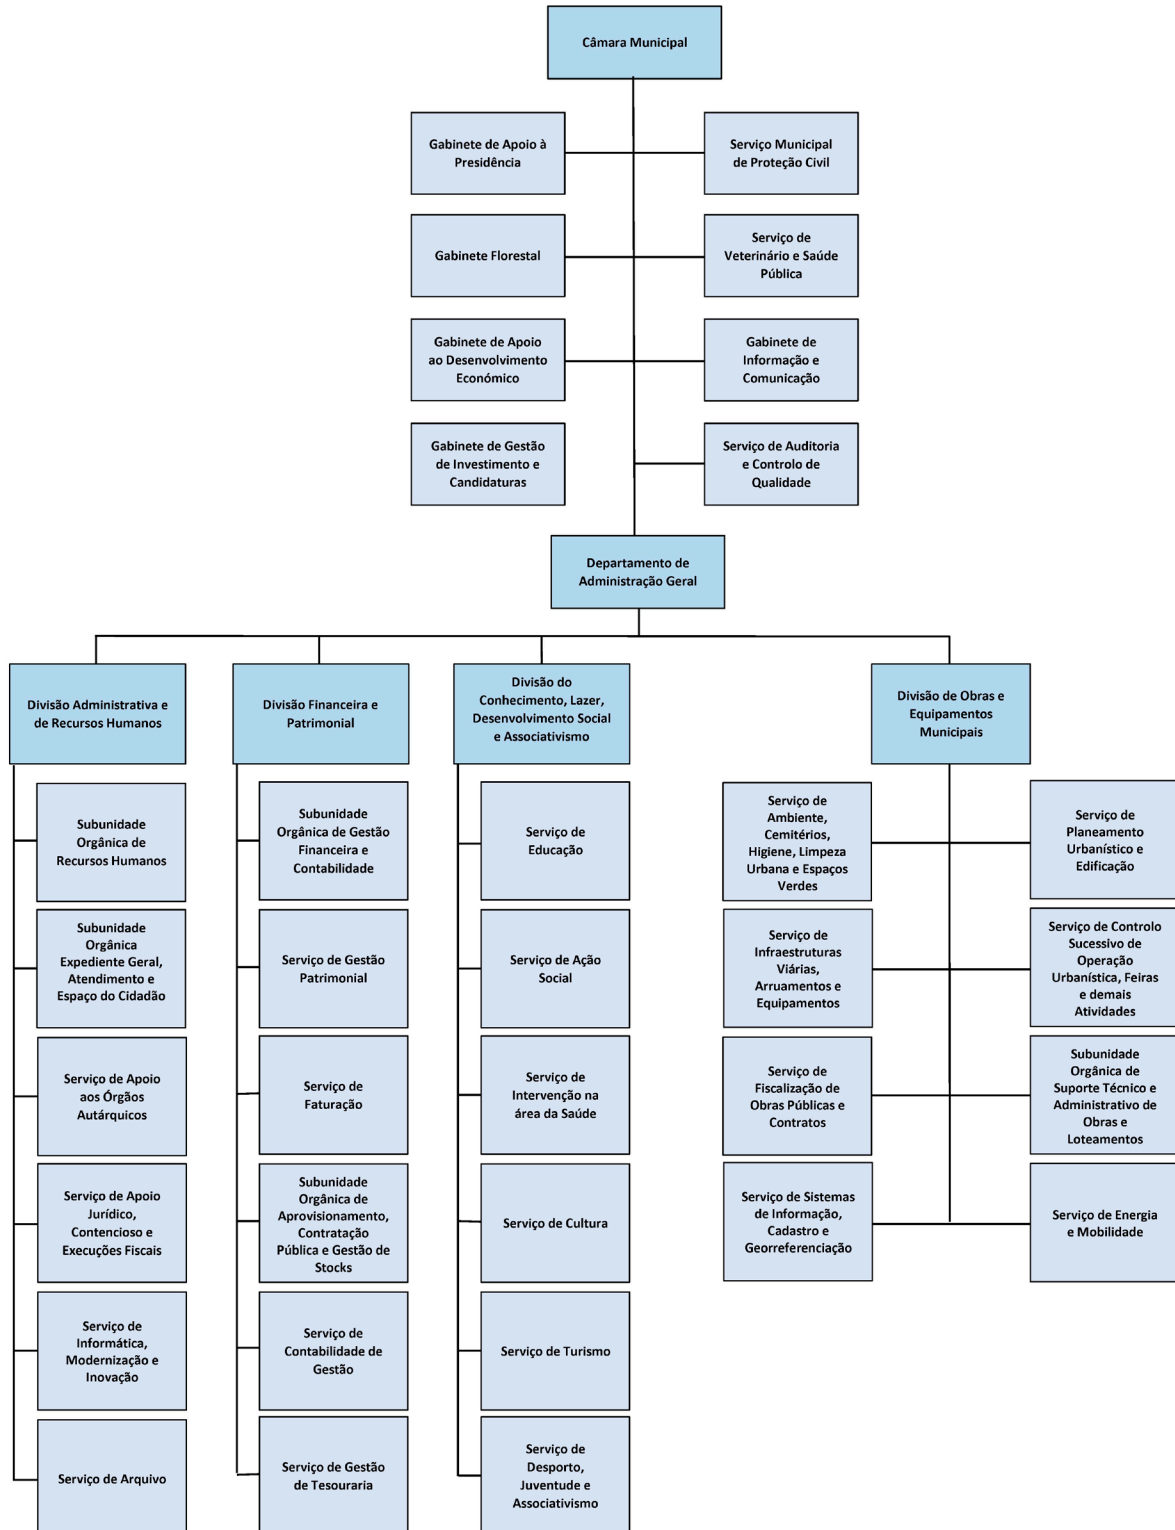 Câmara Municipal
Gabinete de Apoio à
Presidência
Serviço Municipal
de Proteção Civil
Gabinete Florestal
Serviço de
Veterinário e Saúde
Pública
Gabinete de Apoio
ao Desenvolvimento
Económico
Gabinete de
Informação e
Comunicação
Gabinete de Gestão
de Investimento e
Candidaturas
Serviço de Auditoria
e Controlo de
Qualidade
Departamento de
Administração Geral
Divisão Administrativa e
de Recursos Humanos
Divisão Financeira e
Patrimonial
Divisão do
Conhecimento, Lazer,
Desenvolvimento Social
e Associativismo
Divisão de Obras e
Equipamentos
Municipais
Subunidade
Orgânica de
Recursos Humanos
Subunidade
Orgânica de Gestão
Financeira e
Contabilidade
Serviço de
Educação
Serviço de
Ambiente,
Cemitérios,
Higiene, Limpeza
Urbana e Espaços
Verdes
Serviço de
Planeamento
Urbanístico e
Edificação
Subunidade
Orgânica
Expediente Geral,
Atendimento e
Espaço do Cidadão
Serviço de Gestão
Patrimonial
Serviço de Ação
Social
Serviço de
Infraestruturas
Viárias,
Arruamentos e
Equipamentos
Serviço de Controlo
Sucessivo de
Operação
Urbanística, Feiras
e demais
Atividades
Serviço de Apoio
aos Órgãos
Autárquicos
Serviço de
Faturação
Serviço de
Intervenção na
área da Saúde
Serviço de
Fiscalização de
Obras Públicas e
Contratos
Subunidade
Orgânica de
Suporte Técnico e
Administrativo de
Obras e
Loteamentos
Serviço de Apoio
Jurídico,
Contencioso e
Execuções Fiscais
Subunidade
Orgânica de
Aprovisionamento,
Contratação
Pública e Gestão de
Stocks
Serviço de Cultura
Serviço de Sistemas
de Informação,
Cadastro e
Georreferenciação
Serviço de Energia
e Mobilidade
Serviço de
Informática,
Modernização e
Inovação
Serviço de
Contabilidade de
Gestão
Serviço de Turismo
Serviço de Arquivo
Serviço de Gestão
de Tesouraria
Serviço de
Desporto,
Juventude e
Associativismo